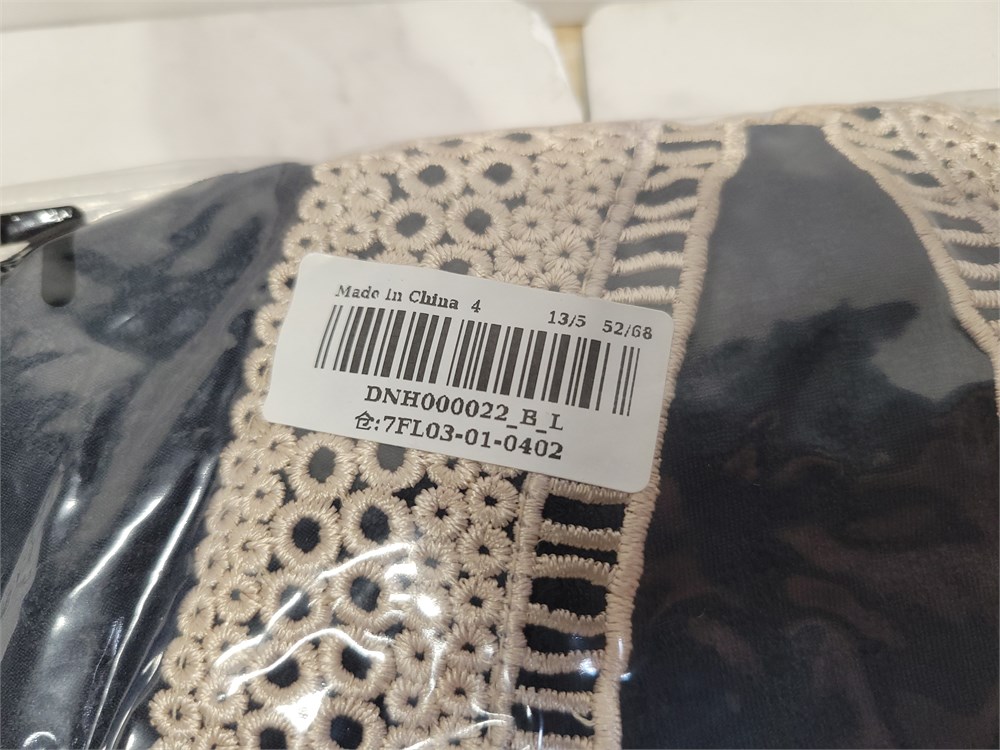 Made in China 4 13/5 52/68
DNH000022_B_L
仓:7FL03-01-0402